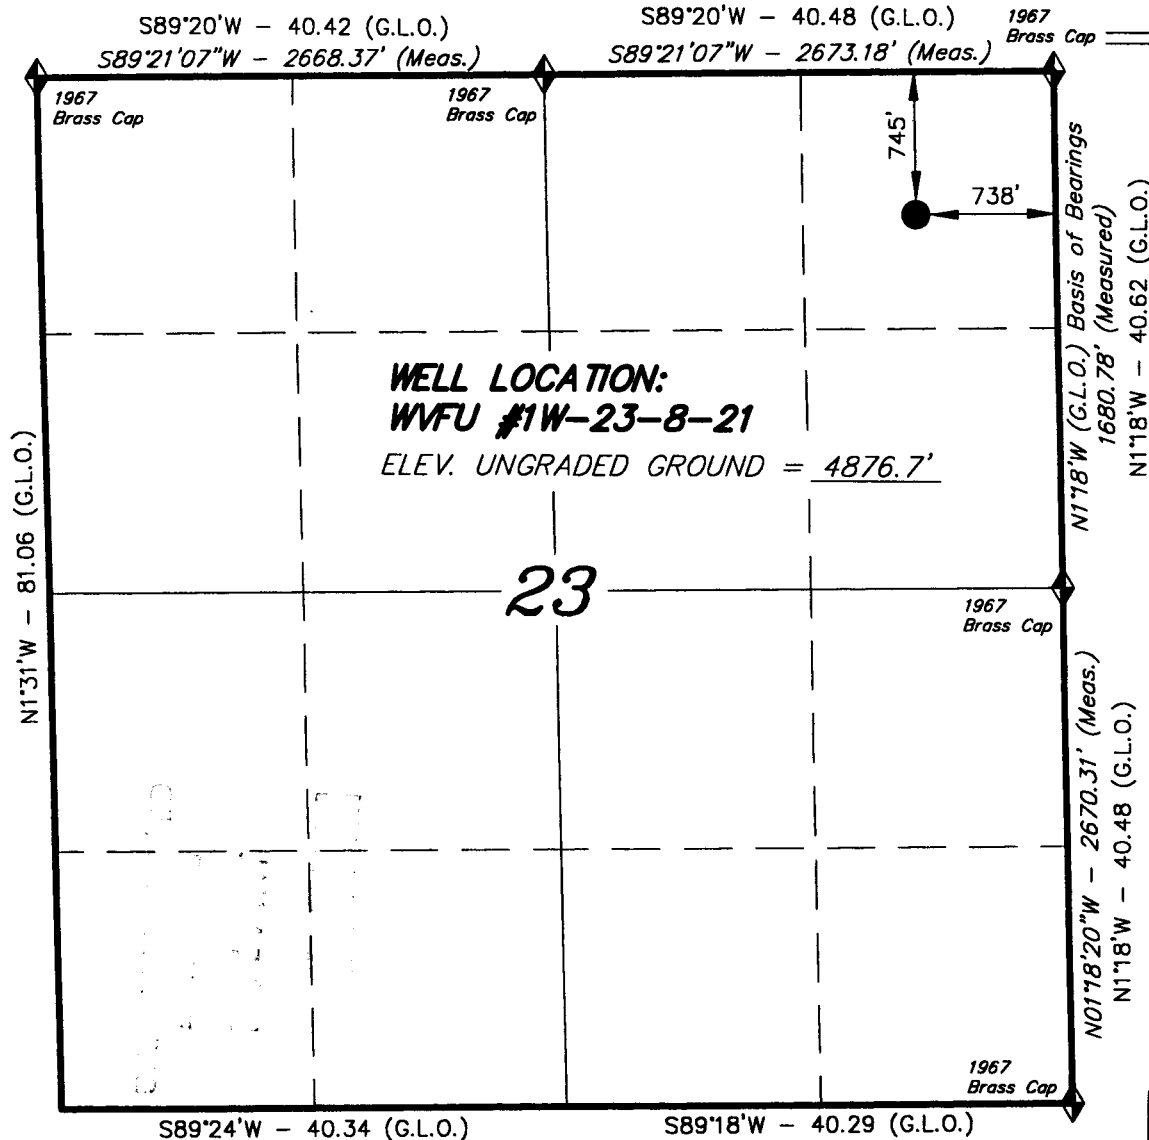 S89°20'W - 40.42 (G.L.O.)
S89°21'07"W - 2668.37' (Meas.)
S89°20'W - 40.48 (G.L.O.)
S89°21'07"W - 2673.18' (Meas.)
1967
Brass Cap
1967
Brass Cap
1967
Brass Cap
745'
738'
N1°18'W (G.L.O.) Basis of Bearings
1680.78' (Measured)
N1°18'W - 40.62 (G.L.O.)
WELL LOCATION:
WVFU #1W-23-8-21
ELEV. UNGRADED GROUND = 4876.7'
N1°31'W - 81.06 (G.L.O.)
23
1967
Brass Cap
N01°18'20"W - 2670.31' (Meas.)
N1°18'W - 40.48 (G.L.O.)
1967
Brass Cap
S89°24'W - 40.34 (G.L.O.)
S89°18'W - 40.29 (G.L.O.)